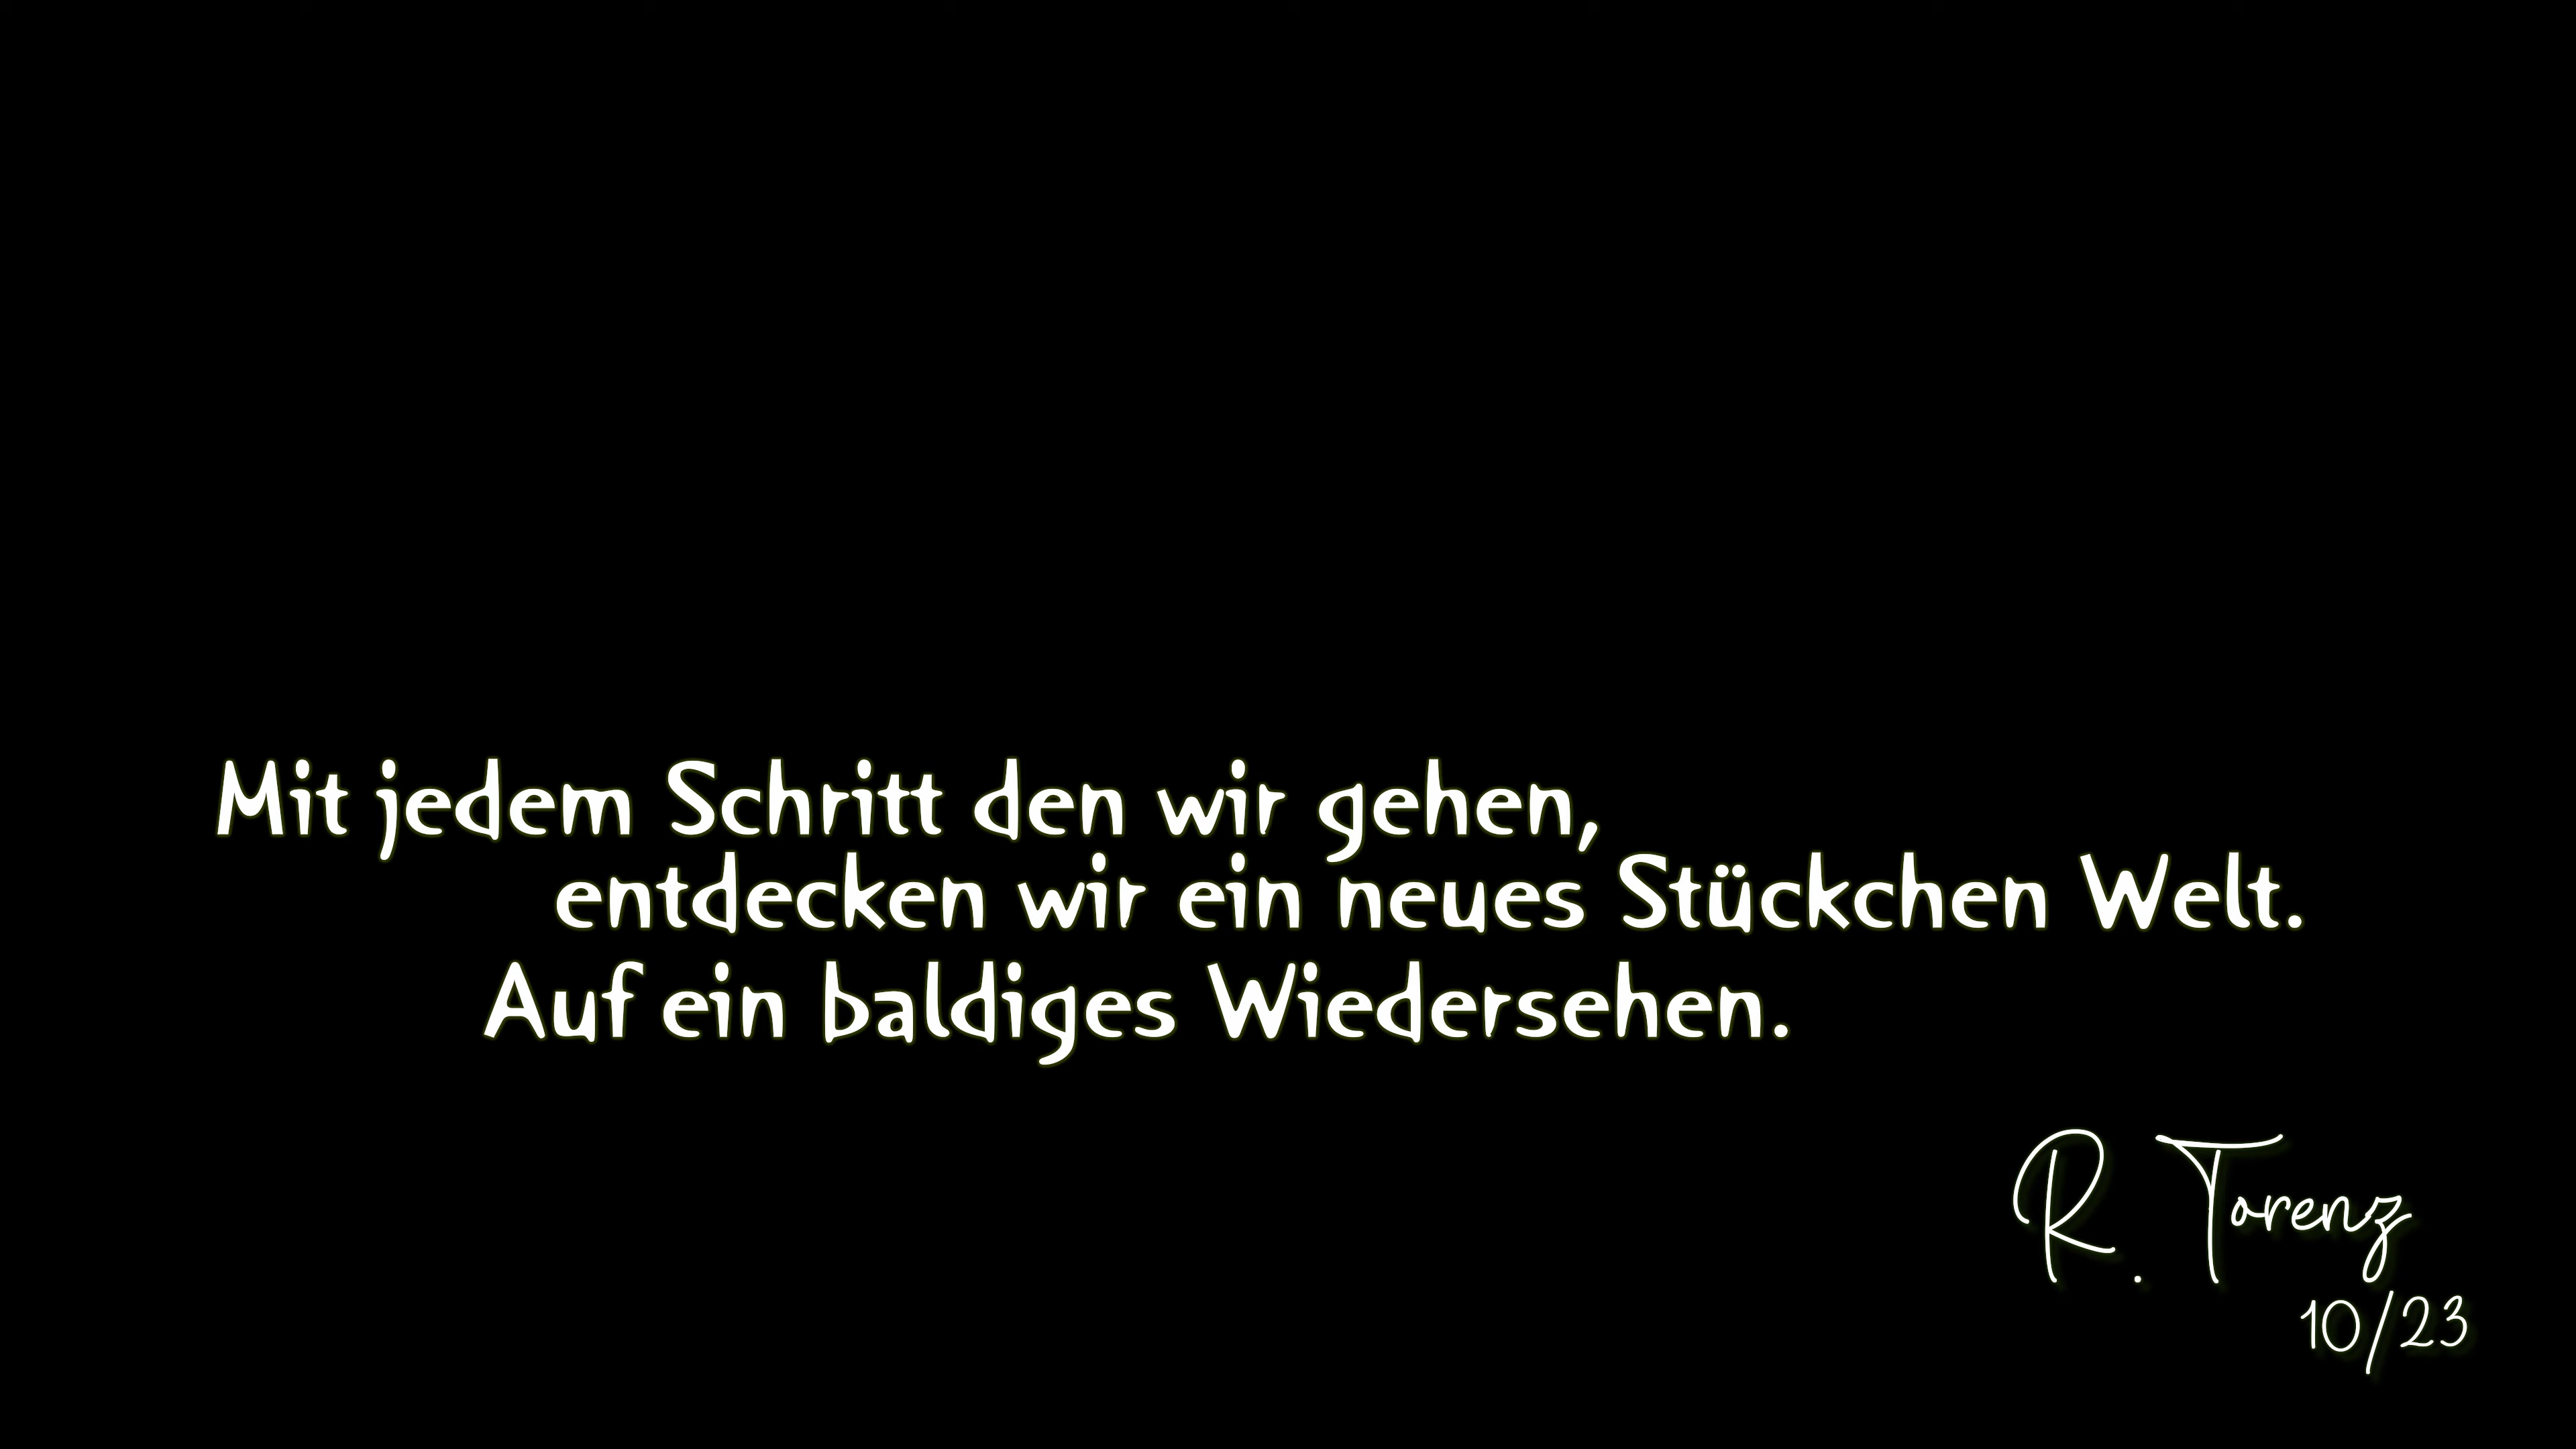 Mit jedem Schritt den wir gehen,
entdecken wir ein neues Stückchen Welt.
Auf ein baldiges Wiedersehen.
R. Torenz
10/23